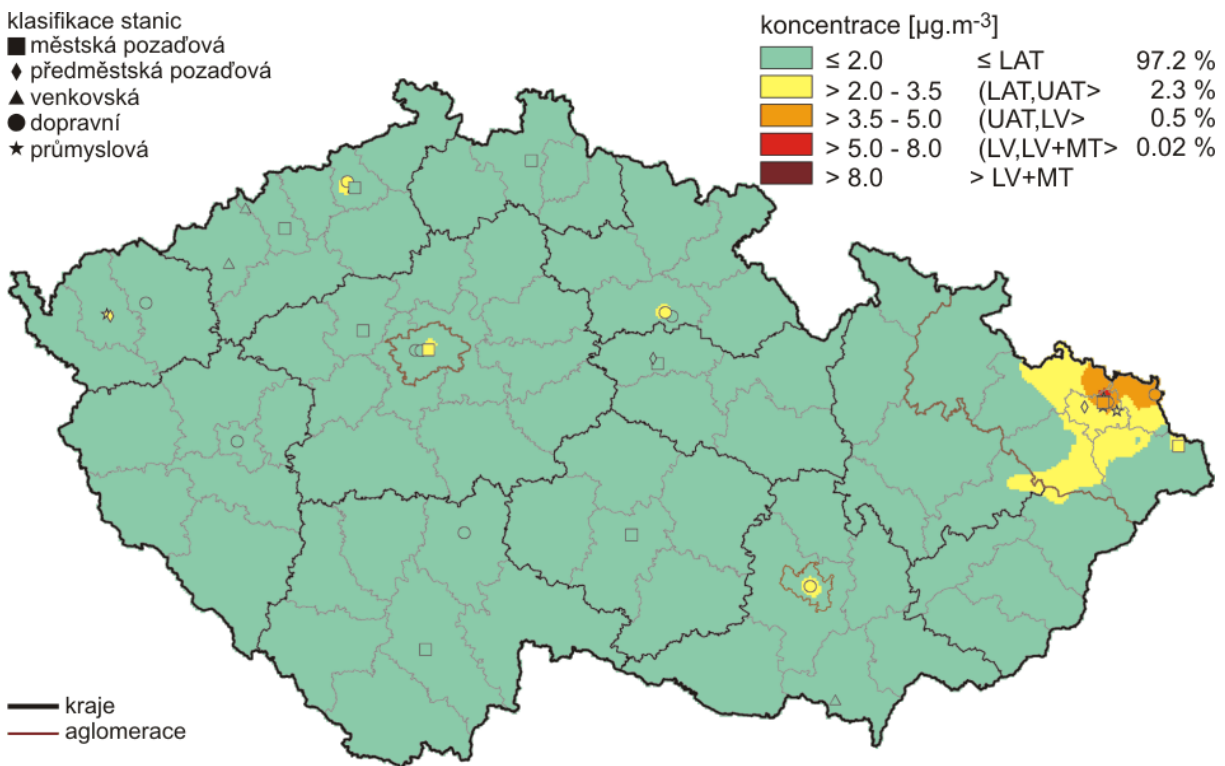 klasifikace stanic
městská pozaďová
předměstská pozaďová
venkovská
dopravní
průmyslová
koncentrace [µg.m-3]
≤ 2.0 ≤ LAT 97.2 %
> 2.0 - 3.5 (LAT,UAT> 2.3 %
> 3.5 - 5.0 (UAT,LV> 0.5 %
> 5.0 - 8.0 (LV,LV+MT> 0.02 %
> 8.0 > LV+MT
kraje
aglomerace